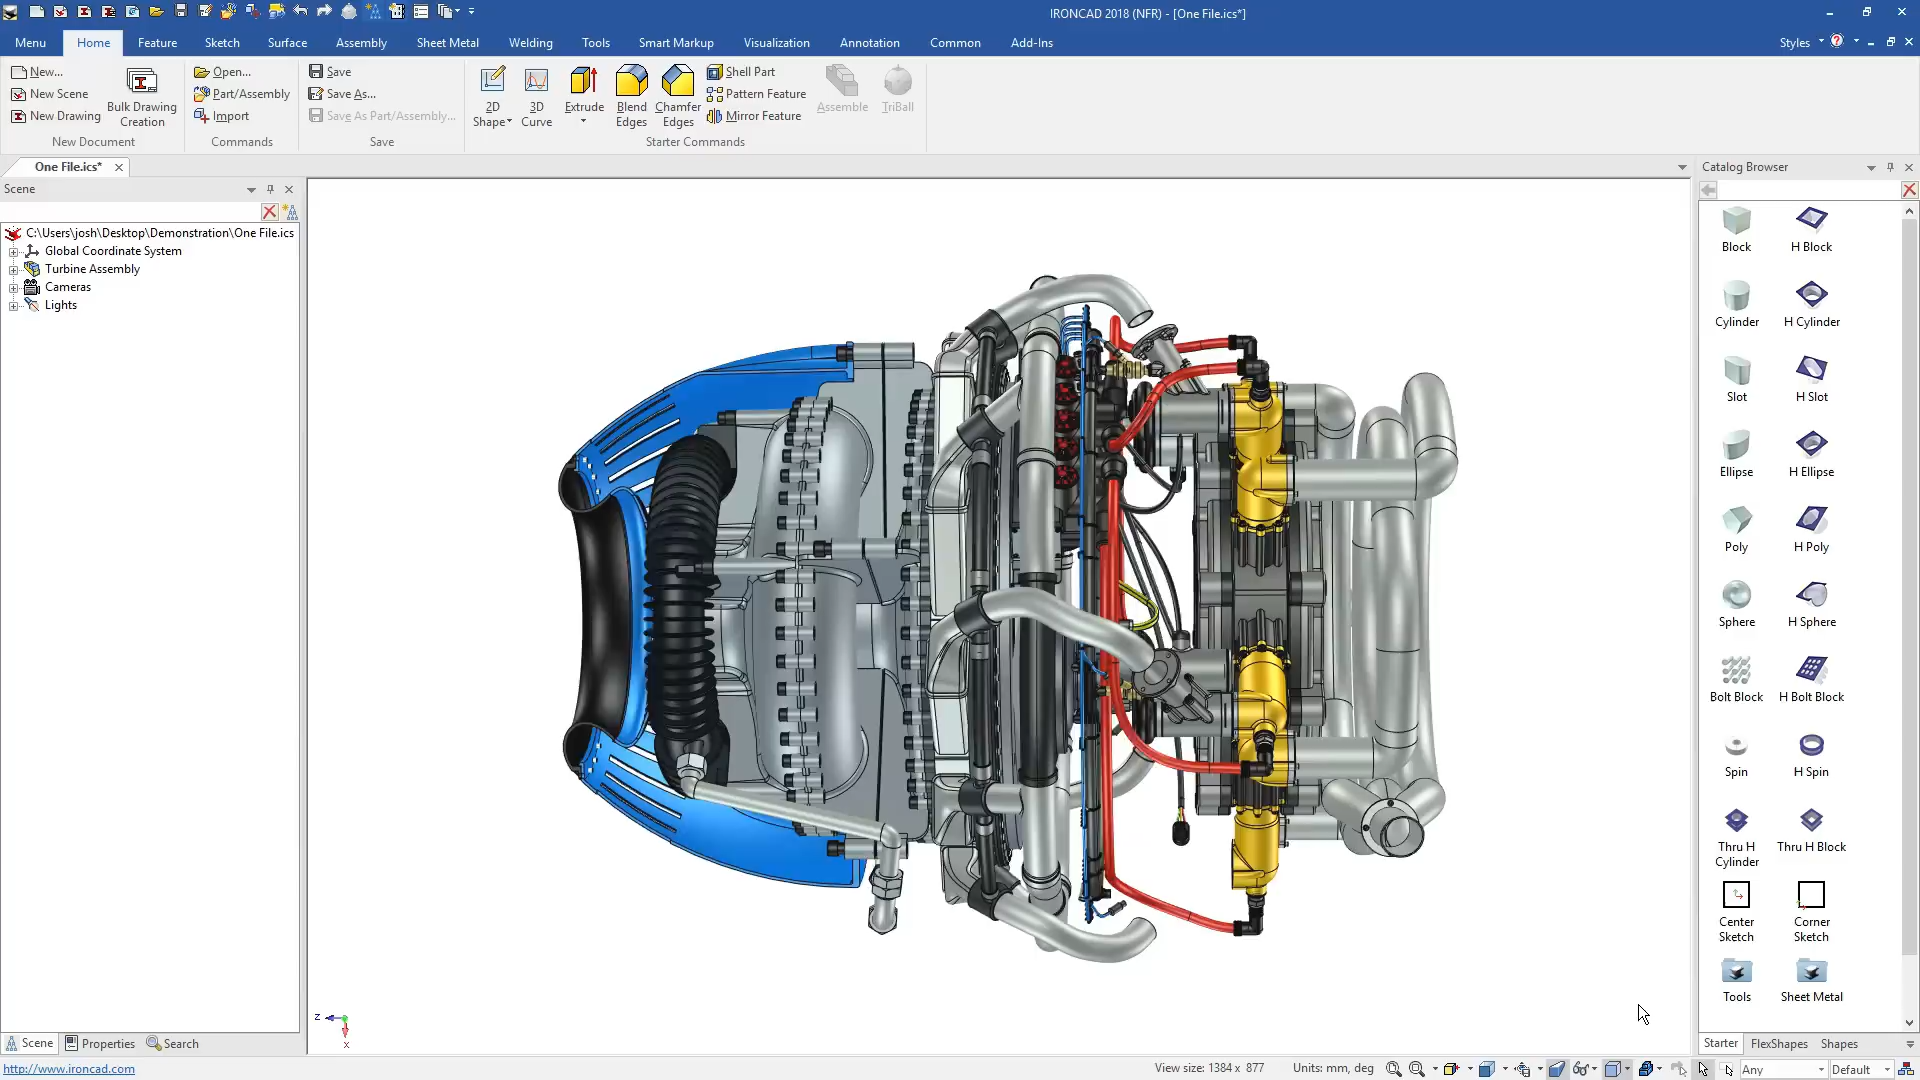 IRONCAD 2018 (NFR) - [One File.ics*]
Menu Home Feature Sketch Surface Assembly Sheet Metal Welding Tools Smart Markup Visualization Annotation Common Add-Ins Styles
New...
New Scene
New Drawing
Bulk Drawing
Creation
New Document
Open...
Part/Assembly
Import
Commands
Save
Save As...
Save As Part/Assembly...
Save
2D
Shape
3D
Curve
Extrude
Blend
Edges
Chamfer
Edges
Shell Part
Pattern Feature
Mirror Feature
Assemble
TriBall
Starter Commands
One File.ics*
Scene
C:\Users\josh\Desktop\Demonstration\One File.ics
Global Coordinate System
Turbine Assembly
Cameras
Lights
Z
X
Catalog Browser
Block H Block
Cylinder H Cylinder
Slot H Slot
Ellipse H Ellipse
Poly H Poly
Sphere H Sphere
Bolt Block H Bolt Block
Spin H Spin
Thru H
Cylinder
Thru H Block
Center
Sketch
Corner
Sketch
Tools Sheet Metal
Scene Properties Search
Starter FlexShapes Shapes
http://www.ironcad.com
View size: 1384 x 877 Units: mm, deg Any Default